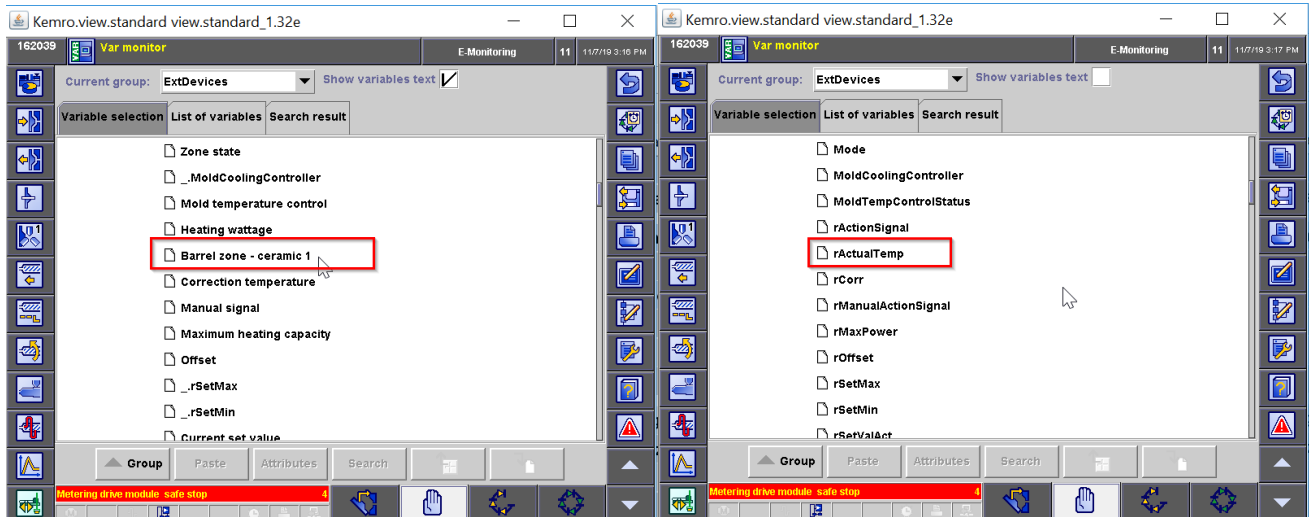 Kemro.view.standard view.standard_1.32e
162039
VAR
Var monitor
E-Monitoring
11
11/7/19 3:16 PM
Current group:
ExtDevices
Show variables text
Variable selection
List of variables
Search result
Zone state
_.MoldCoolingController
Mold temperature control
Heating wattage
Barrel zone - ceramic 1
Correction temperature
Manual signal
Maximum heating capacity
Offset
_.rSetMax
_.rSetMin
Current set value
Group
Paste
Attributes
Search
Metering drive module safe stop
4
Kemro.view.standard view.standard_1.32e
162039
VAR
Var monitor
E-Monitoring
11
11/7/19 3:17 PM
Current group:
ExtDevices
Show variables text
Variable selection
List of variables
Search result
Mode
MoldCoolingController
MoldTempControlStatus
rActionSignal
rActualTemp
rCorr
rManualActionSignal
rMaxPower
rOffset
rSetMax
rSetMin
rSetValAct
Group
Paste
Attributes
Search
Metering drive module safe stop
4